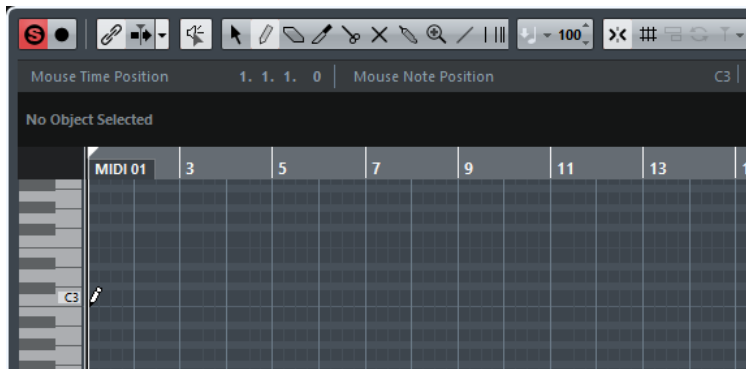 S
100
Mouse Time Position 1. 1. 1. 0 Mouse Note Position C3
No Object Selected
MIDI 01 3 5 7 9 11 13
C3